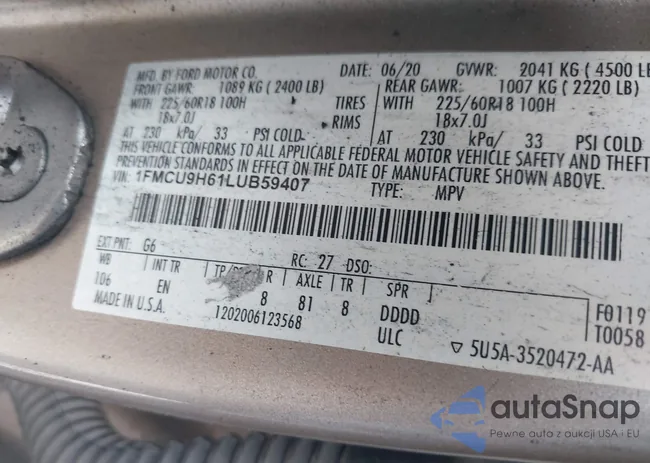 MFD. BY FORD MOTOR CO. DATE: 06/20 GVWR: 2041 KG ( 4500 LB
FRONT GAWR: 1089 KG ( 2400 LB) REAR GAWR: 1007 KG ( 2220 LB)
WITH 225/60R18 100H TIRES WITH 225/60R18 100H
18x7.0J RIMS 18x7.0J
AT 230 kPa/ 33 PSI COLD AT 230 kPa/ 33 PSI COLD
THIS VEHICLE CONFORMS TO ALL APPLICABLE FEDERAL MOTOR VEHICLE SAFETY AND THEFT
PREVENTION STANDARDS IN EFFECT ON THE DATE OF MANUFACTURE SHOWN ABOVE.
VIN: 1FMCU9H61LUB59407 TYPE: MPV
EXT PNT: G6 RC: 27 DSO:
WB INT TR R AXLE TR SPR
106 EN 8 81 8 DDDD F0119
MADE IN U.S.A. 1202006123568 ULC T0058
▽ 5U5A-3520472-AA
autaSnap
Pewne auto z aukcji USA i EU